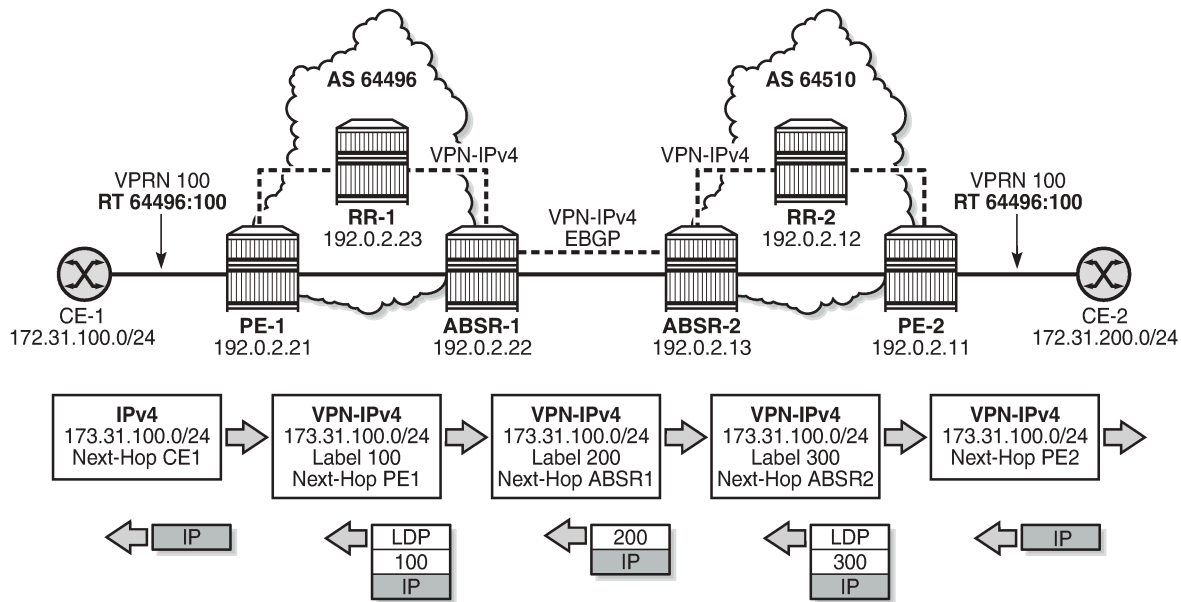 AS 64496
AS 64510
VPN-IPv4
VPN-IPv4
VPRN 100
RT 64496:100
RR-1
192.0.2.23
VPN-IPv4
EBGP
RR-2
192.0.2.12
VPRN 100
RT 64496:100
CE-1
172.31.100.0/24
PE-1
192.0.2.21
ABSR-1
192.0.2.22
ABSR-2
192.0.2.13
PE-2
192.0.2.11
CE-2
172.31.200.0/24
IPv4
173.31.100.0/24
Next-Hop CE1
VPN-IPv4
173.31.100.0/24
Label 100
Next-Hop PE1
VPN-IPv4
173.31.100.0/24
Label 200
Next-Hop ABSR1
VPN-IPv4
173.31.100.0/24
Label 300
Next-Hop ABSR2
VPN-IPv4
173.31.100.0/24
Next-Hop PE2
IP
LDP
100
IP
200
IP
LDP
300
IP
IP